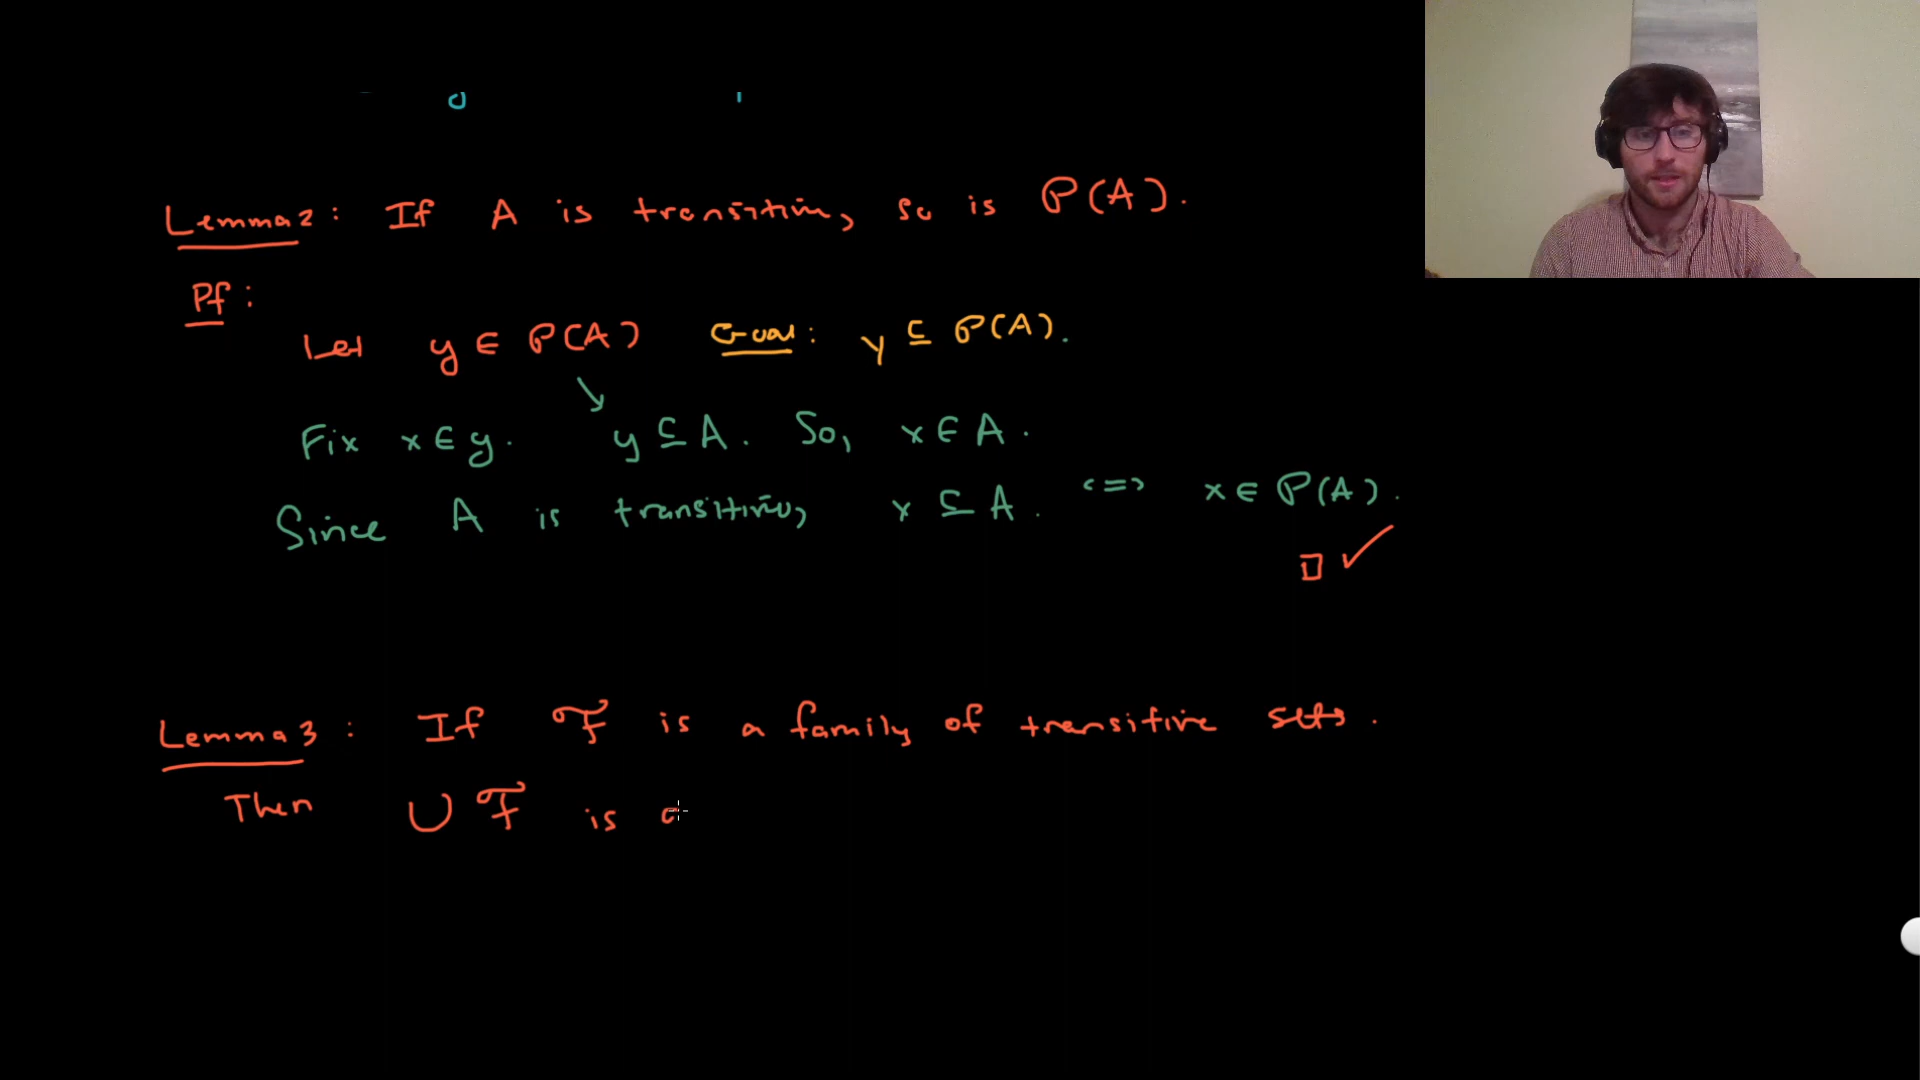 Lemma 2: If A is transitive, so is P(A).
Pf:
Let y ∈ P(A) Goal: y ⊆ P(A).
Fix x ∈ y. y ⊆ A. So, x ∈ A.
Since A is transitive, x ⊆ A. <=> x ∈ P(A).
□ ✓
Lemma 3: If F is a family of transitive sets.
Then ∪ F is a